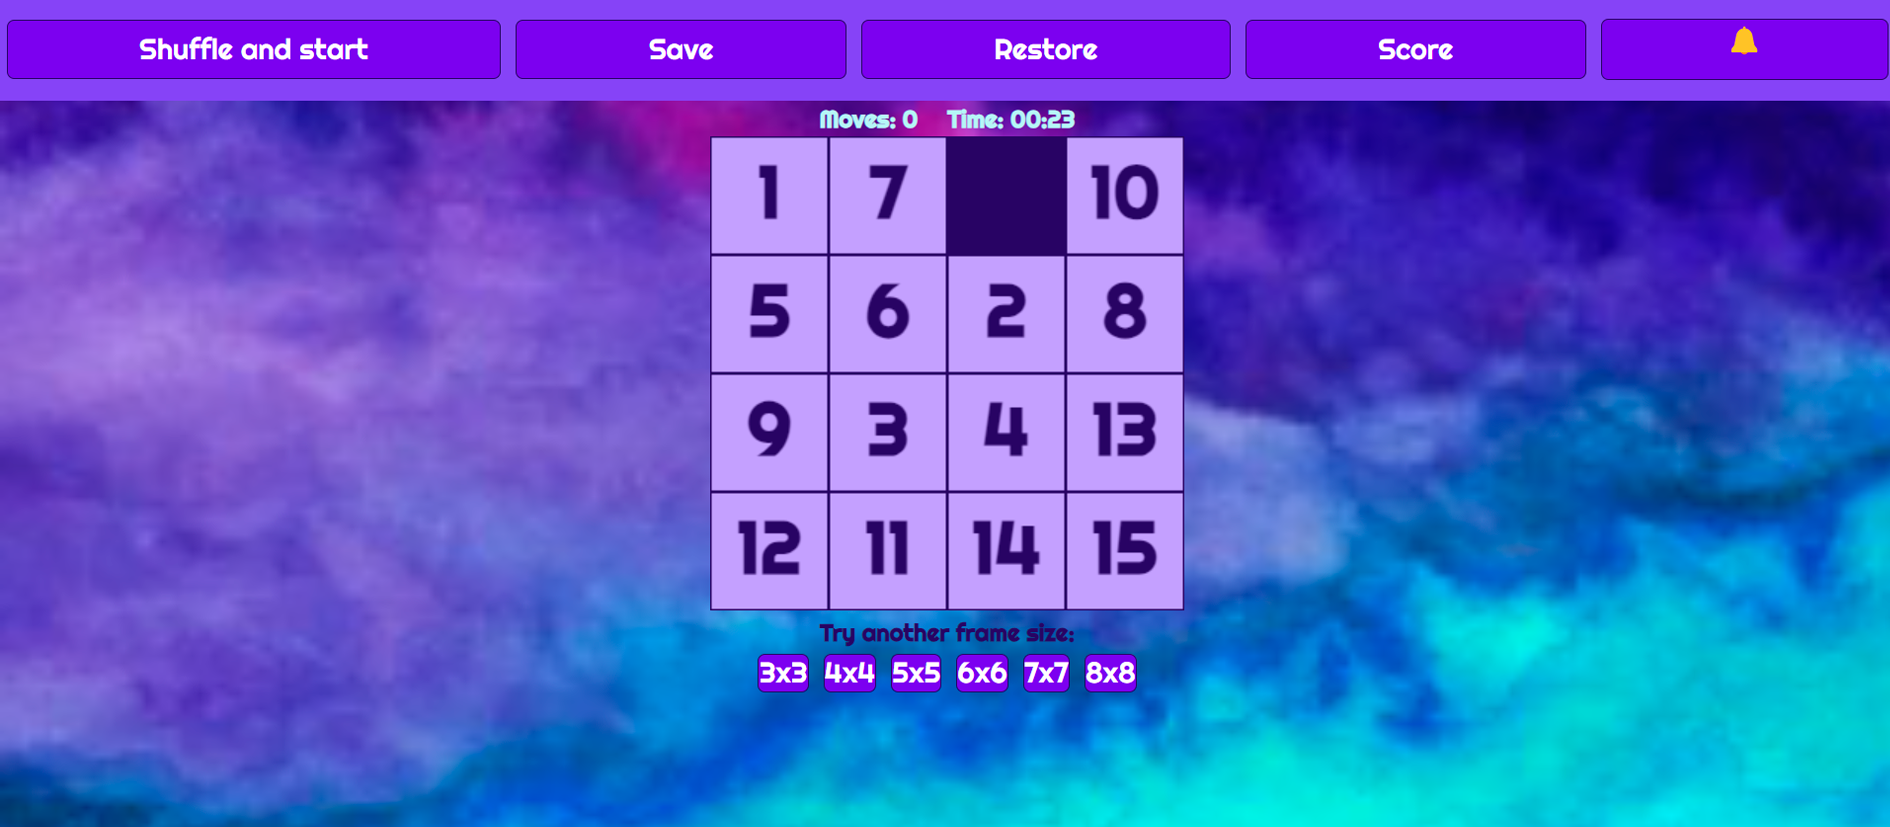 Shuffle and start Save Restore Score
Moves: 0 Time: 00:23
1 7 10
5 6 2 8
9 3 4 13
12 11 14 15
Try another frame size:
3x3 4x4 5x5 6x6 7x7 8x8